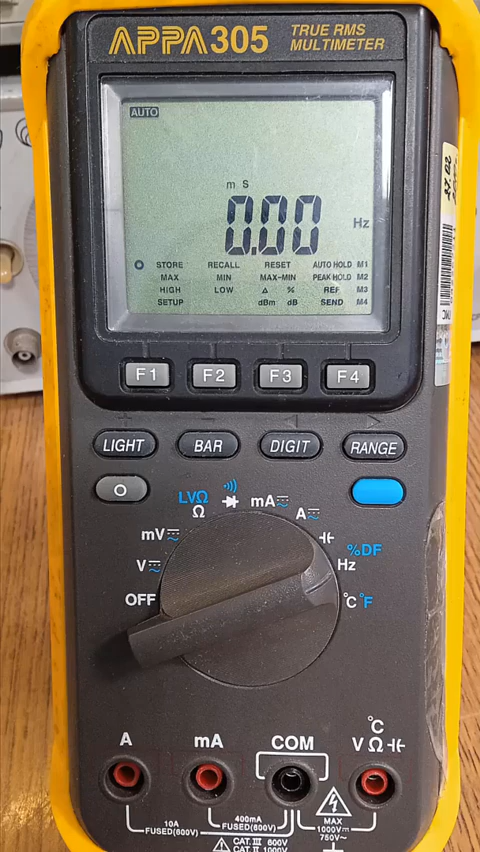 APPA 305 TRUE RMS
MULTIMETER
AUTO
m S
0.00 Hz
STORE RECALL RESET AUTO HOLD M1
MAX MIN MAX-MIN PEAK HOLD M2
HIGH LOW Δ % REF M3
SETUP dBm dB SEND M4
F1 F2 F3 F4
LIGHT BAR DIGIT RANGE
LVΩ
Ω
mA
A
mV
%DF
Hz
V
OFF
°C °F
A mA COM °C
V Ω
10A
FUSED(600V)
400mA
FUSED(600V)
MAX
1000V
750V~
CAT. III 600V
CAT. II 1000V